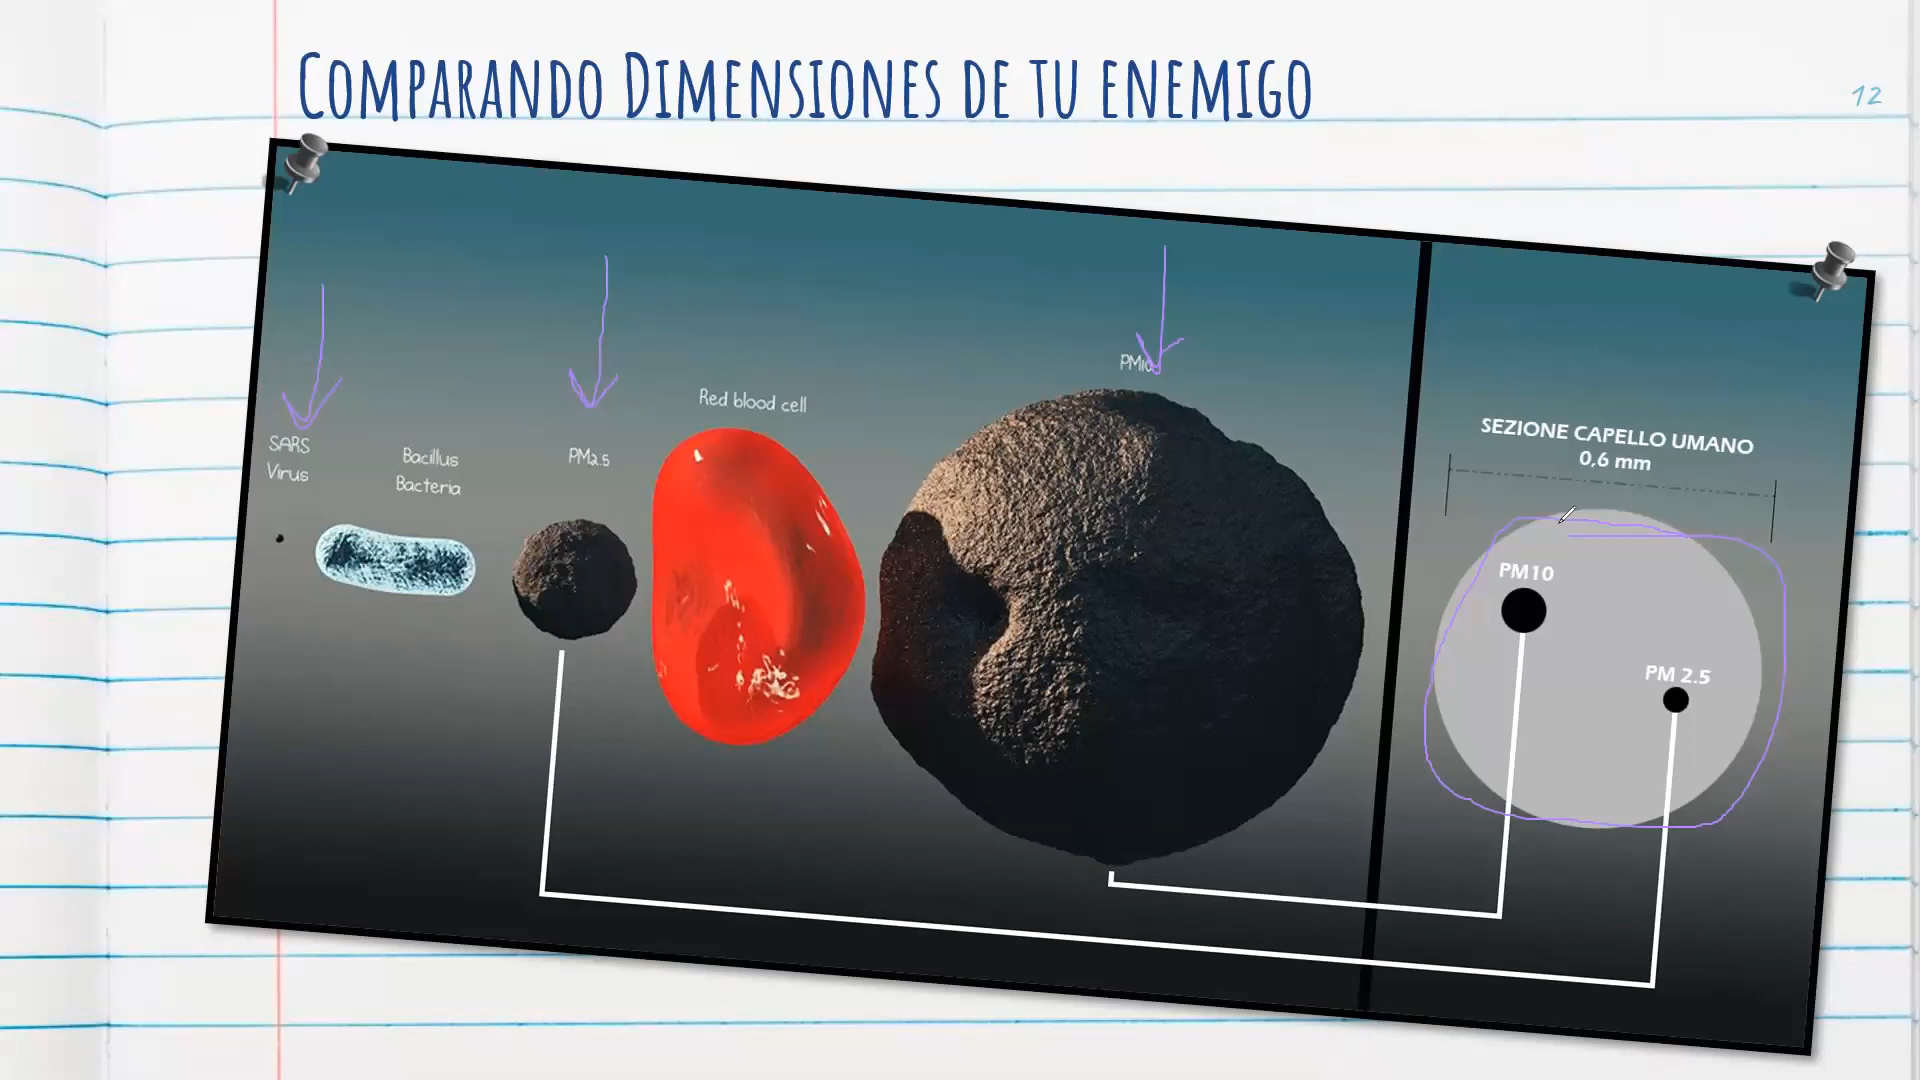 COMPARANDO DIMENSIONES DE TU ENEMIGO
12
SARS
Virus
Bacillus
Bacteria
PM2.5
Red blood cell
PM10
SEZIONE CAPELLO UMANO
0,6 mm
PM10
PM 2.5